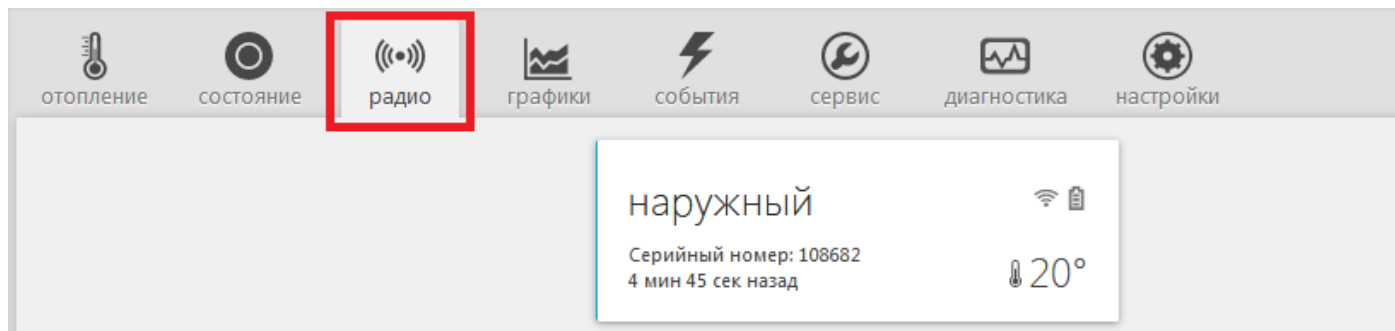 отопление состояние радио графики события сервис диагностика настройки
наружный
Серийный номер: 108682
4 мин 45 сек назад
20°